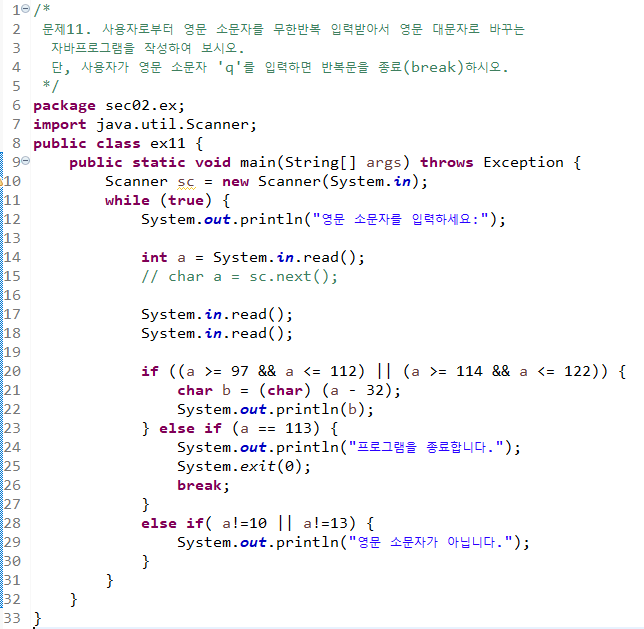 1 /*
2 문제11. 사용자로부터 영문 소문자를 무한반복 입력받아서 영문 대문자로 바꾸는
3 자바프로그램을 작성하여 보시오.
4 단, 사용자가 영문 소문자 'q'를 입력하면 반복문을 종료(break)하시오.
5 */
6 package sec02.ex;
7 import java.util.Scanner;
8 public class ex11 {
9 public static void main(String[] args) throws Exception {
10 Scanner sc = new Scanner(System.in);
11 while (true) {
12 System.out.println("영문 소문자를 입력하세요:");
13
14 int a = System.in.read();
15 // char a = sc.next();
16
17 System.in.read();
18 System.in.read();
19
20 if ((a >= 97 && a <= 112) || (a >= 114 && a <= 122)) {
21 char b = (char) (a - 32);
22 System.out.println(b);
23 } else if (a == 113) {
24 System.out.println("프로그램을 종료합니다.");
25 System.exit(0);
26 break;
27 }
28 else if( a!=10 || a!=13) {
29 System.out.println("영문 소문자가 아닙니다.");
30 }
31 }
32 }
33 }